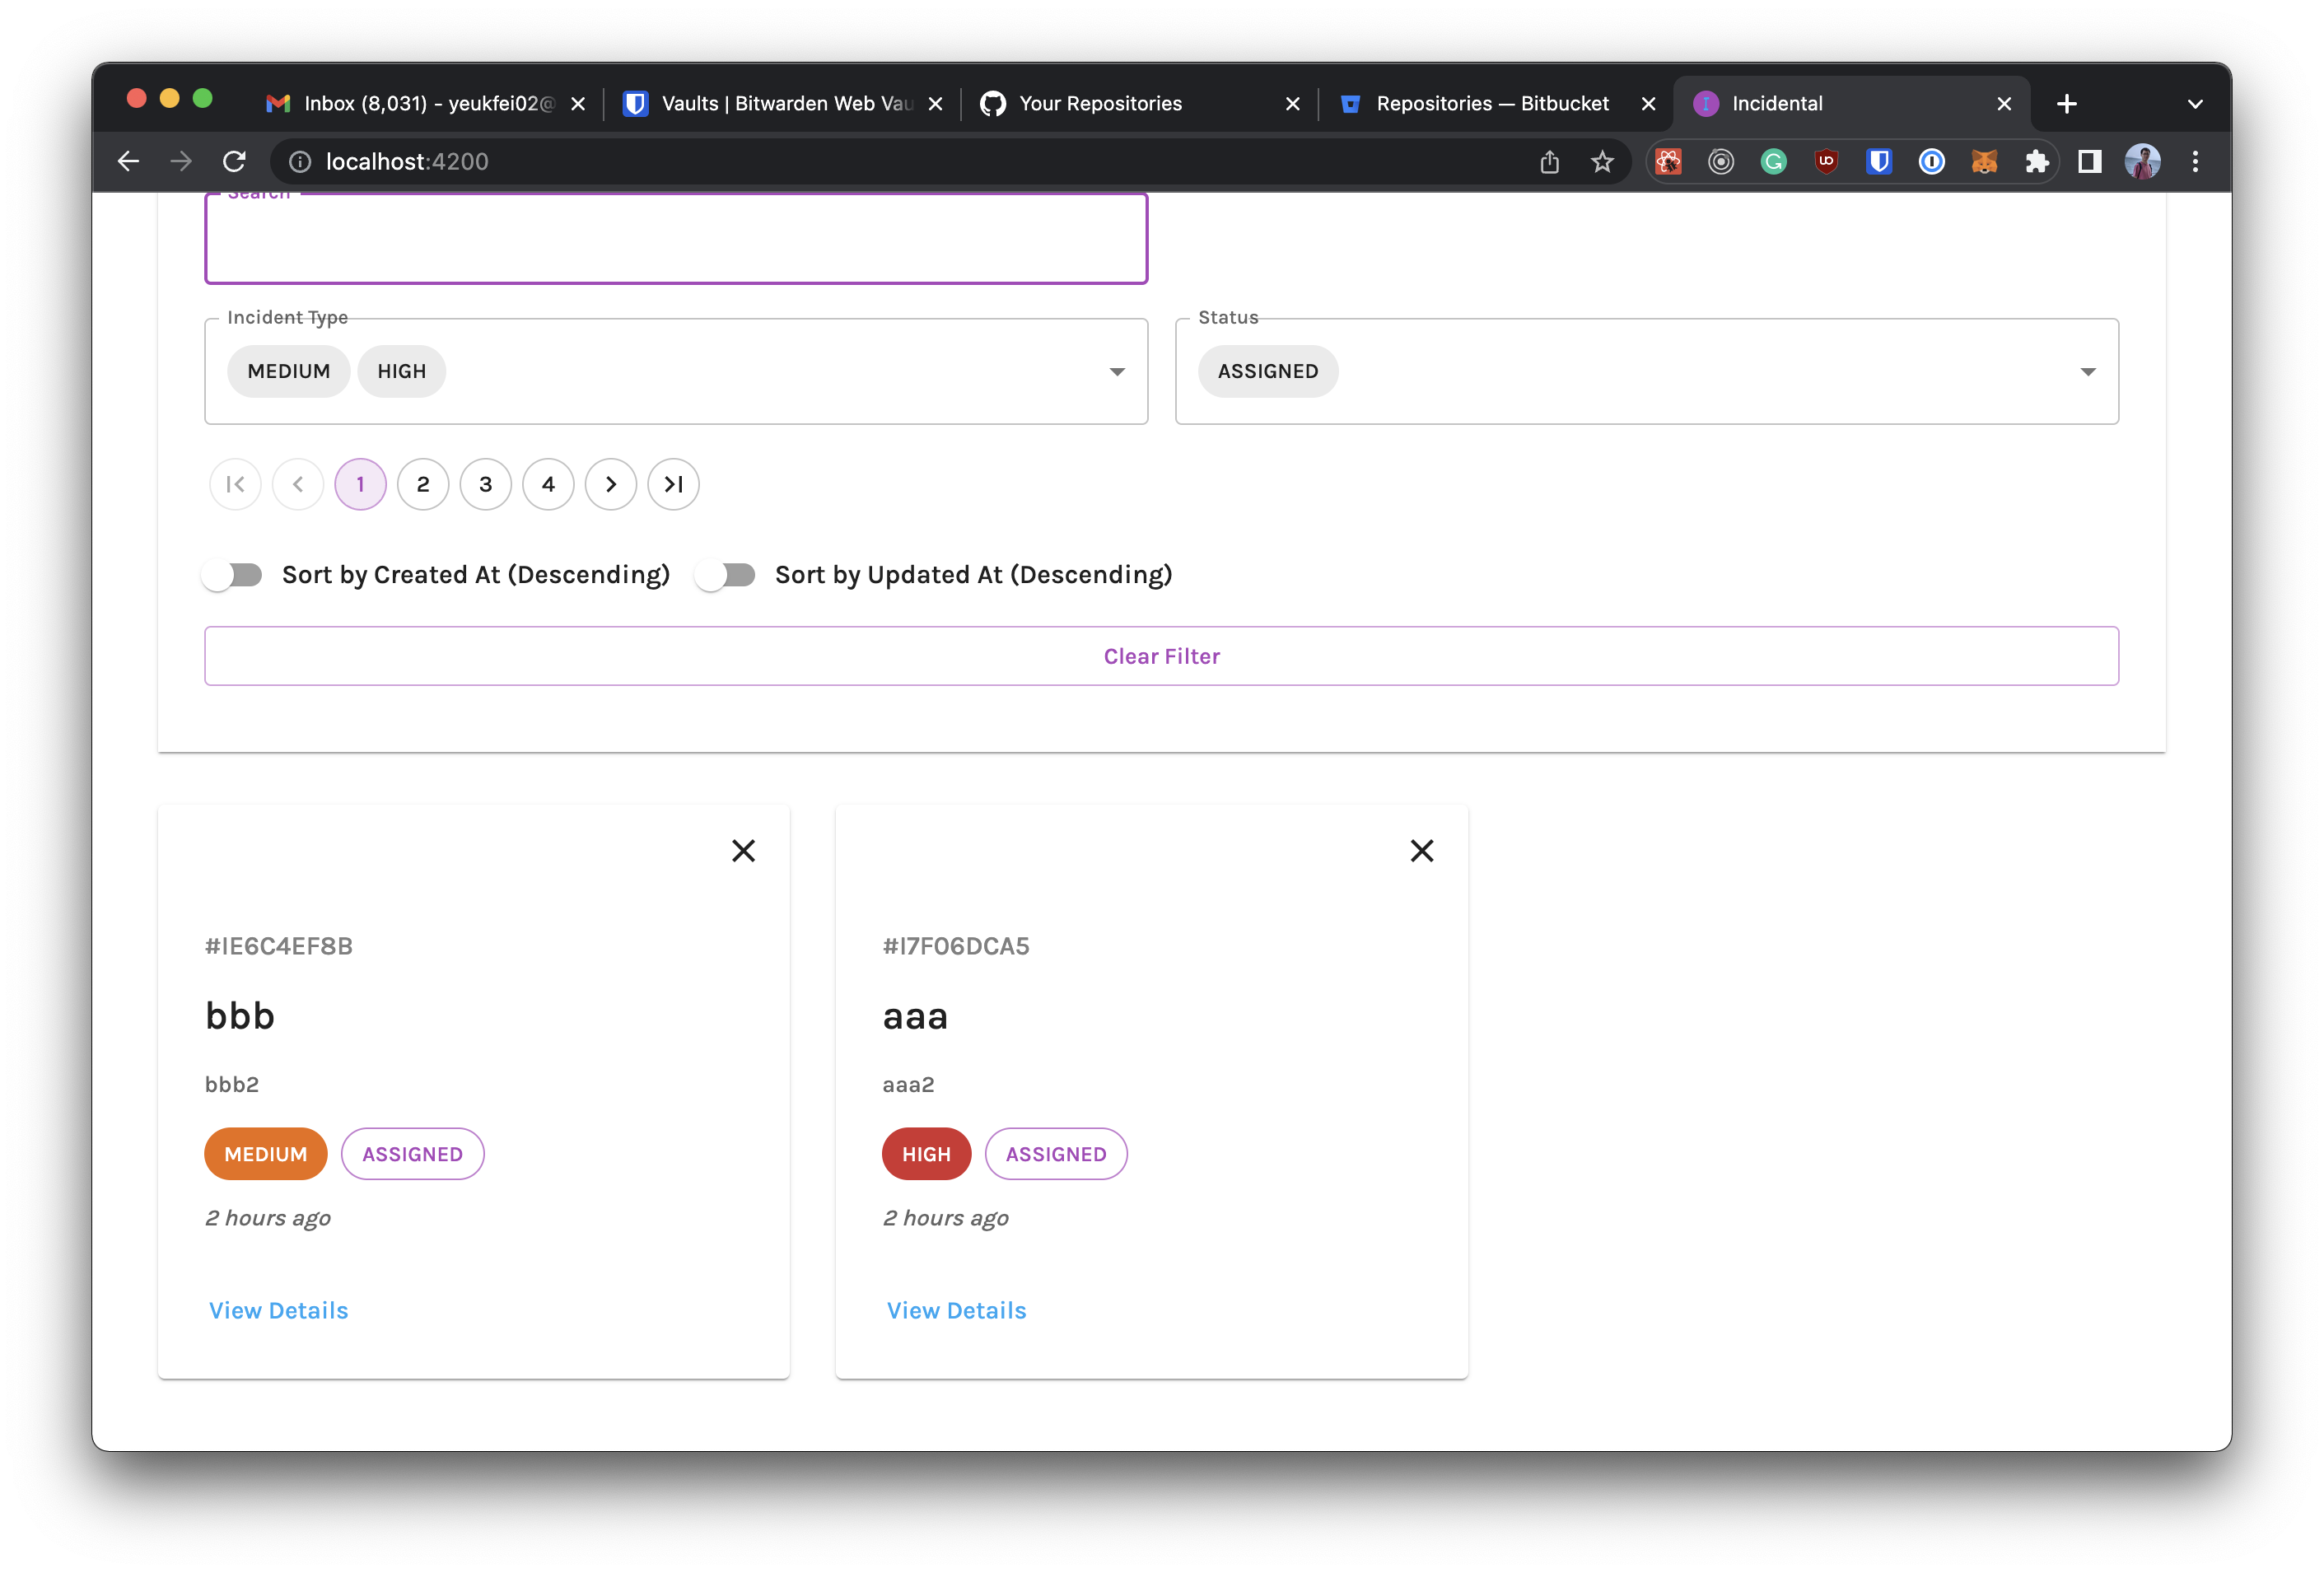 Inbox (8,031) - yeukfei02@
Vaults | Bitwarden Web Vau
Your Repositories
Repositories — Bitbucket
Incidental
localhost:4200
Search
Incident Type
Status
MEDIUM HIGH
ASSIGNED
1 2 3 4
Sort by Created At (Descending) Sort by Updated At (Descending)
Clear Filter
#IE6C4EF8B
bbb
bbb2
MEDIUM ASSIGNED
2 hours ago
View Details
#I7F06DCA5
aaa
aaa2
HIGH ASSIGNED
2 hours ago
View Details